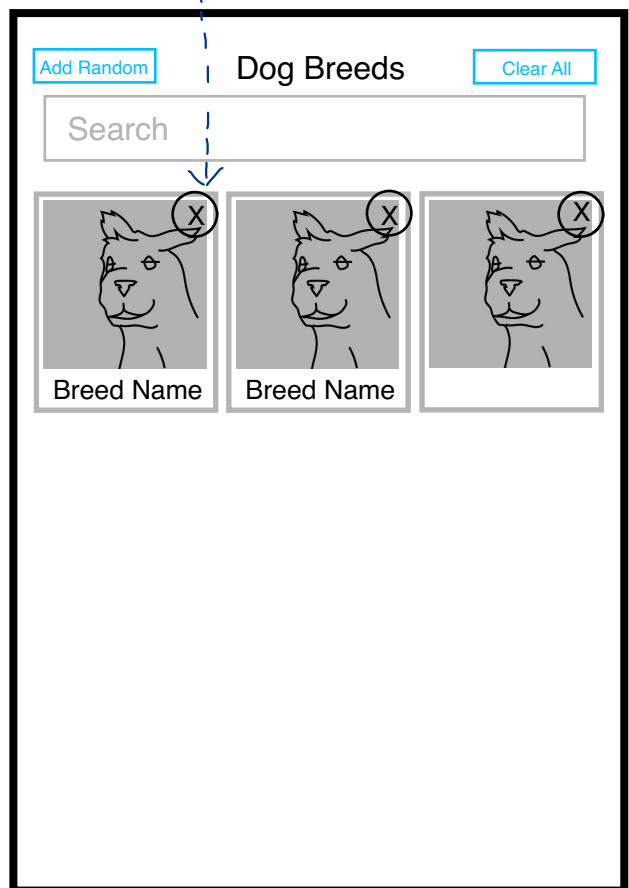 Add Random
Dog Breeds
Clear All
Search
X
X
X
Breed Name
Breed Name